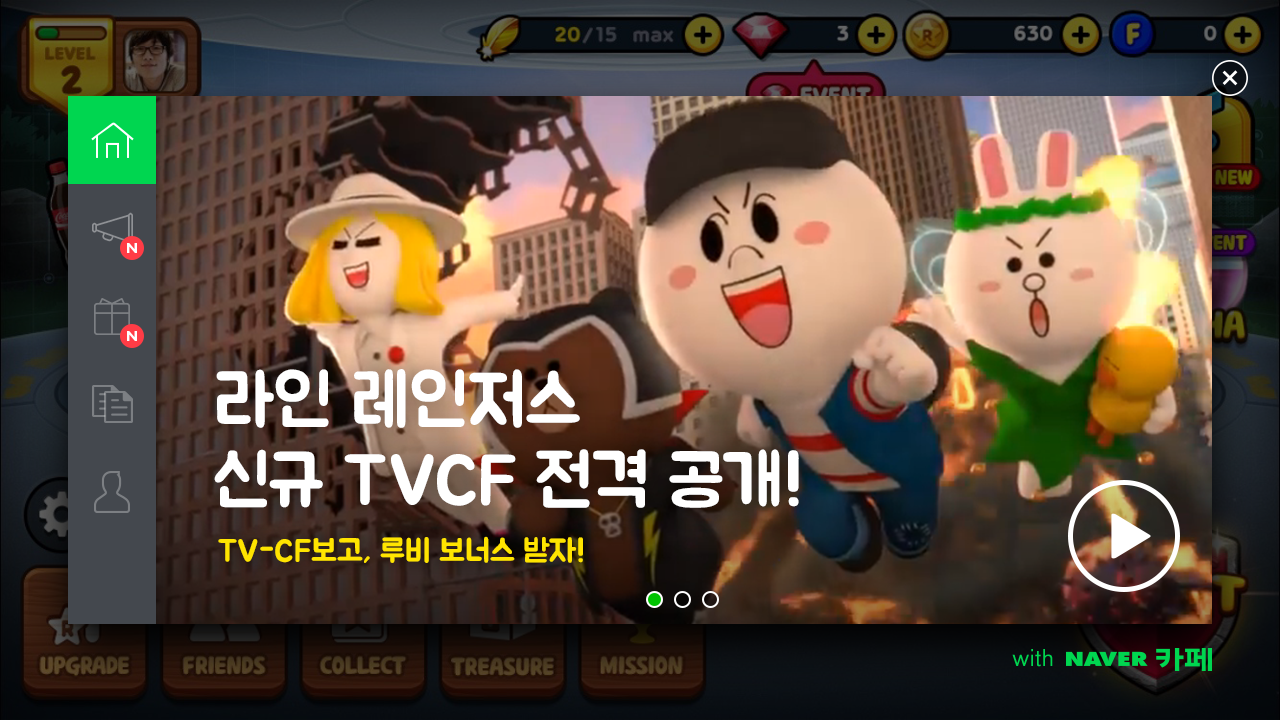 LEVEL
2
20/15 max
3
R
630
F
0
EVENT
NEW
ENT
HA
N
N
라인 레인저스
신규 TVCF 전격 공개!
TV-CF보고, 루비 보너스 받자!
UPGRADE
FRIENDS
COLLECT
TREASURE
MISSION
with NAVER 카페